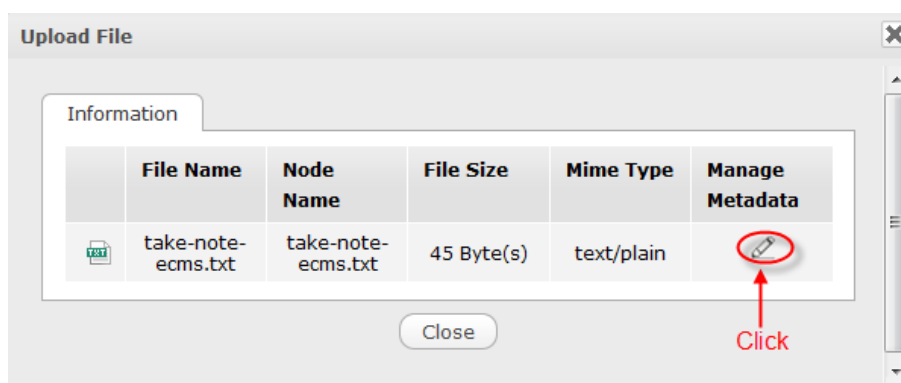 Upload File
Information
File Name Node Name File Size Mime Type Manage Metadata
TXT take-note-ecms.txt take-note-ecms.txt 45 Byte(s) text/plain
Close
Click